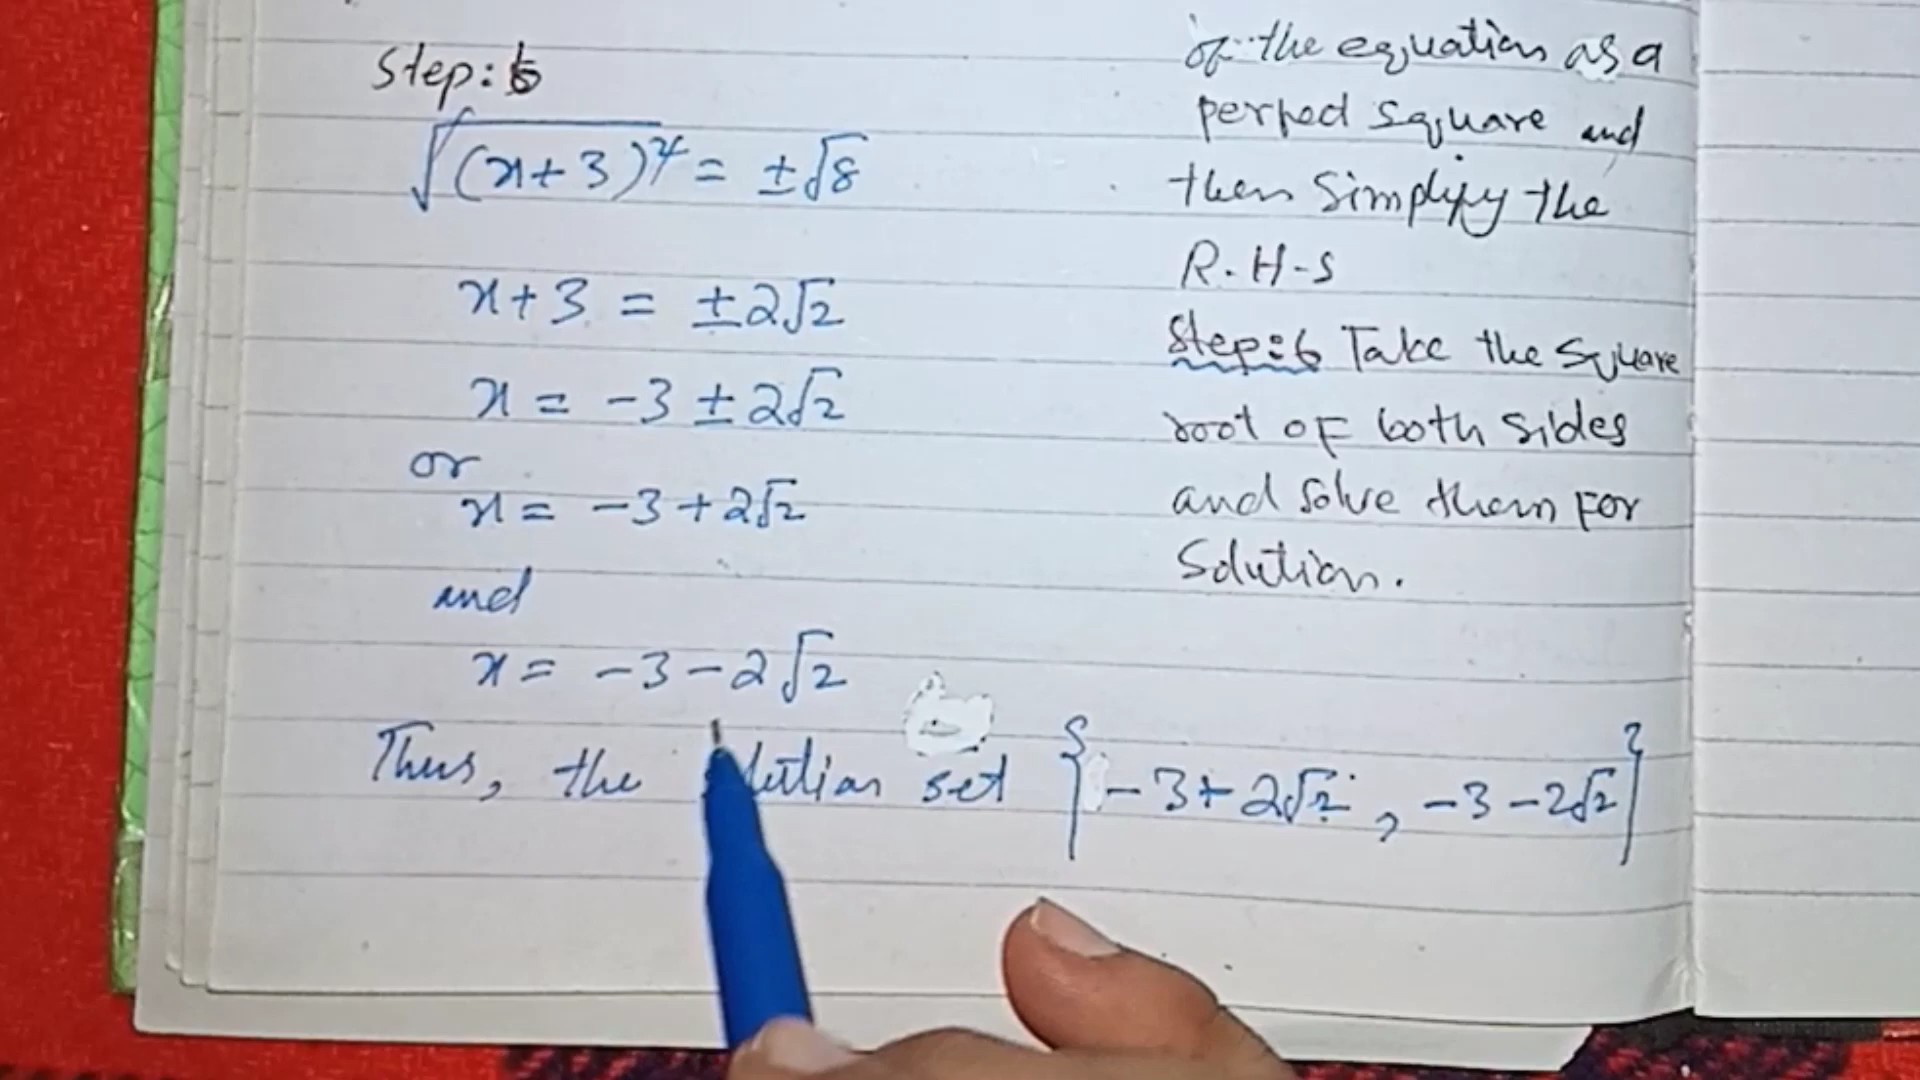 Step:6
√(x+3)² = ±√8
x+3 = ±2√2
x = -3 ±2√2
or
x = -3+2√2
and
x = -3-2√2
Thus, the solution set {-3+2√2, -3-2√2}
of the equation as a
perfect square and
then simplify the
R.H-S
Step:6 Take the square
root of both sides
and solve them for
Solution.